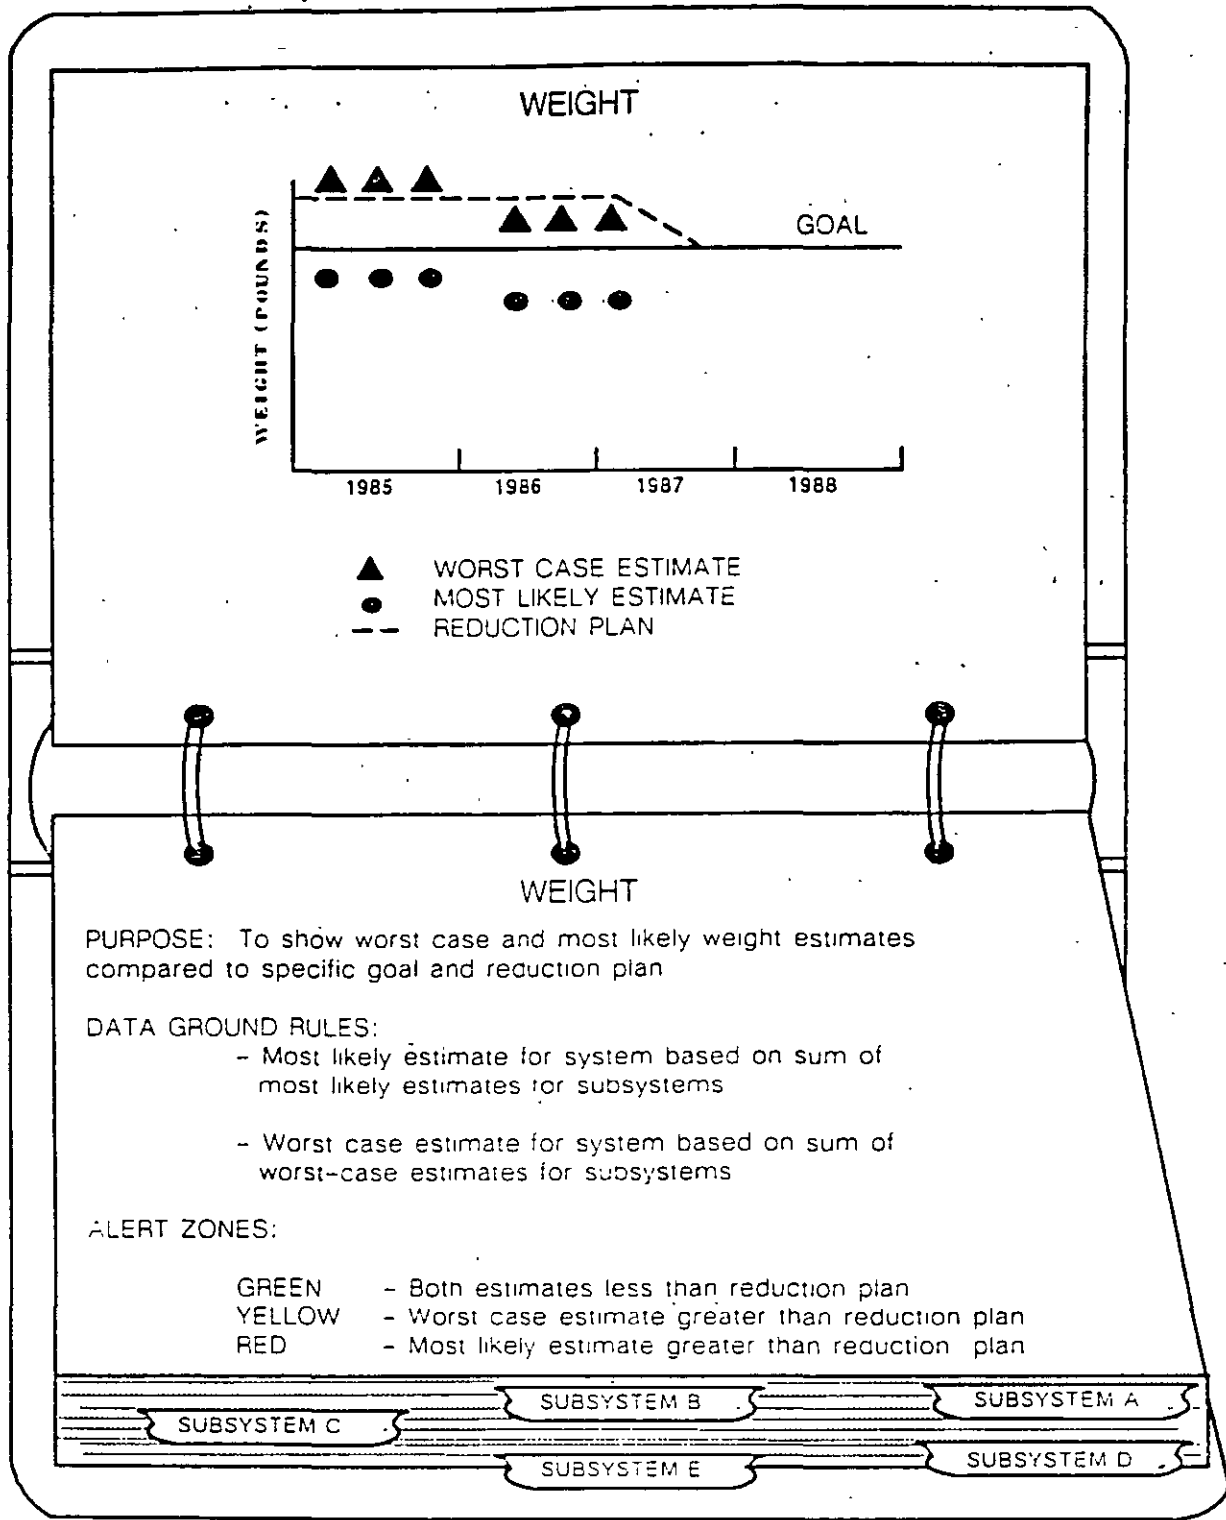 WEIGHT
WEIGHT (POUNDS)
GOAL
1985 1986 1987 1988
WORST CASE ESTIMATE
MOST LIKELY ESTIMATE
REDUCTION PLAN
WEIGHT
PURPOSE: To show worst case and most likely weight estimates
compared to specific goal and reduction plan
DATA GROUND RULES:
- Most likely estimate for system based on sum of
most likely estimates for subsystems
- Worst case estimate for system based on sum of
worst-case estimates for subsystems
ALERT ZONES:
GREEN - Both estimates less than reduction plan
YELLOW - Worst case estimate greater than reduction plan
RED - Most likely estimate greater than reduction plan
SUBSYSTEM B SUBSYSTEM A
SUBSYSTEM C
SUBSYSTEM E SUBSYSTEM D